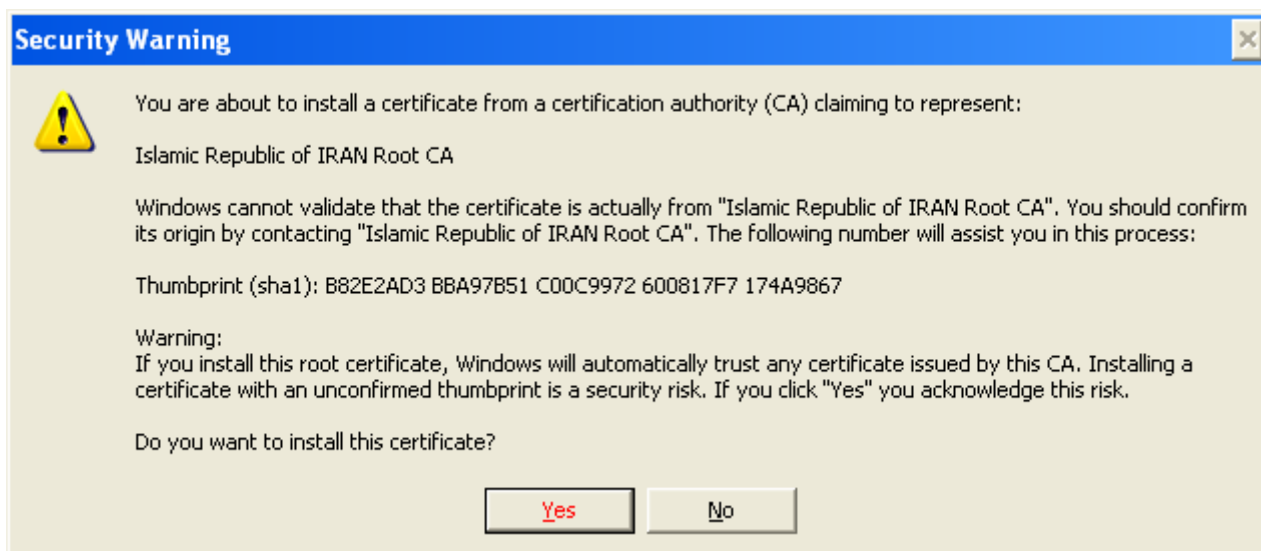 Security Warning
You are about to install a certificate from a certification authority (CA) claiming to represent:
Islamic Republic of IRAN Root CA
Windows cannot validate that the certificate is actually from "Islamic Republic of IRAN Root CA". You should confirm
its origin by contacting "Islamic Republic of IRAN Root CA". The following number will assist you in this process:
Thumbprint (sha1): B82E2AD3 BBA97B51 C00C9972 600817F7 174A9867
Warning:
If you install this root certificate, Windows will automatically trust any certificate issued by this CA. Installing a
certificate with an unconfirmed thumbprint is a security risk. If you click "Yes" you acknowledge this risk.
Do you want to install this certificate?
Yes No